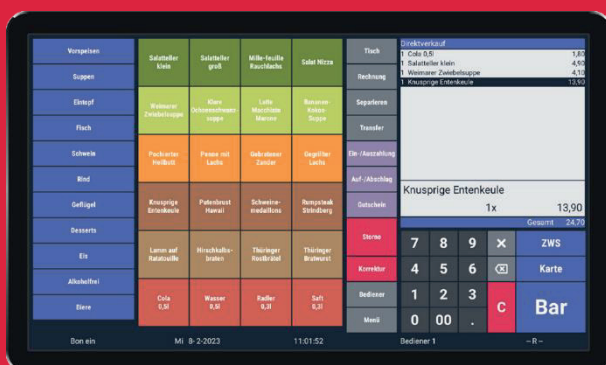 Vorspeisen
Suppen
Eintopf
Fisch
Schwein
Rind
Geflügel
Desserts
Eis
Alkoholfrei
Biere
Salatteller
klein
Salatteller
groß
Mille-feuille
Rauchlachs
Salat Nizza
Weimarer
Zwiebelsuppe
Klare
Ochsenschwanz
suppe
Latte
Macchiato
Marone
Bananen-
Kokos-
Suppe
Pochierter
Heilbutt
Penne mit
Lachs
Gebratener
Zander
Gegrillter
Lachs
Knusprige
Entenkeule
Putenbrust
Hawaii
Schweine-
medaillons
Rumpsteak
Strindberg
Lamm auf
Ratatouille
Hirschkalbs-
braten
Thüringer
Rostbrätel
Thüringer
Bratwurst
Cola
0,5l
Wasser
0,5l
Radler
0,3l
Saft
0,3l
Tisch
Rechnung
Separieren
Transfer
Ein-/Auszahlung
Auf-/Abschlag
Gutschein
Storno
Korrektur
Bediener
Menü
Direktverkauf
1 Cola 0,5l 1,80
1 Salatteller klein 4,90
1 Weimarer Zwiebelsuppe 4,10
1 Knusprige Entenkeule 13,90
Knusprige Entenkeule
1x 13,90
Gesamt 24,70
7 8 9 ZWS
4 5 6 Karte
1 2 3 C Bar
0 00 .
Bon ein Mi 8- 2-2023 11:01:52 Bediener 1 -- R --